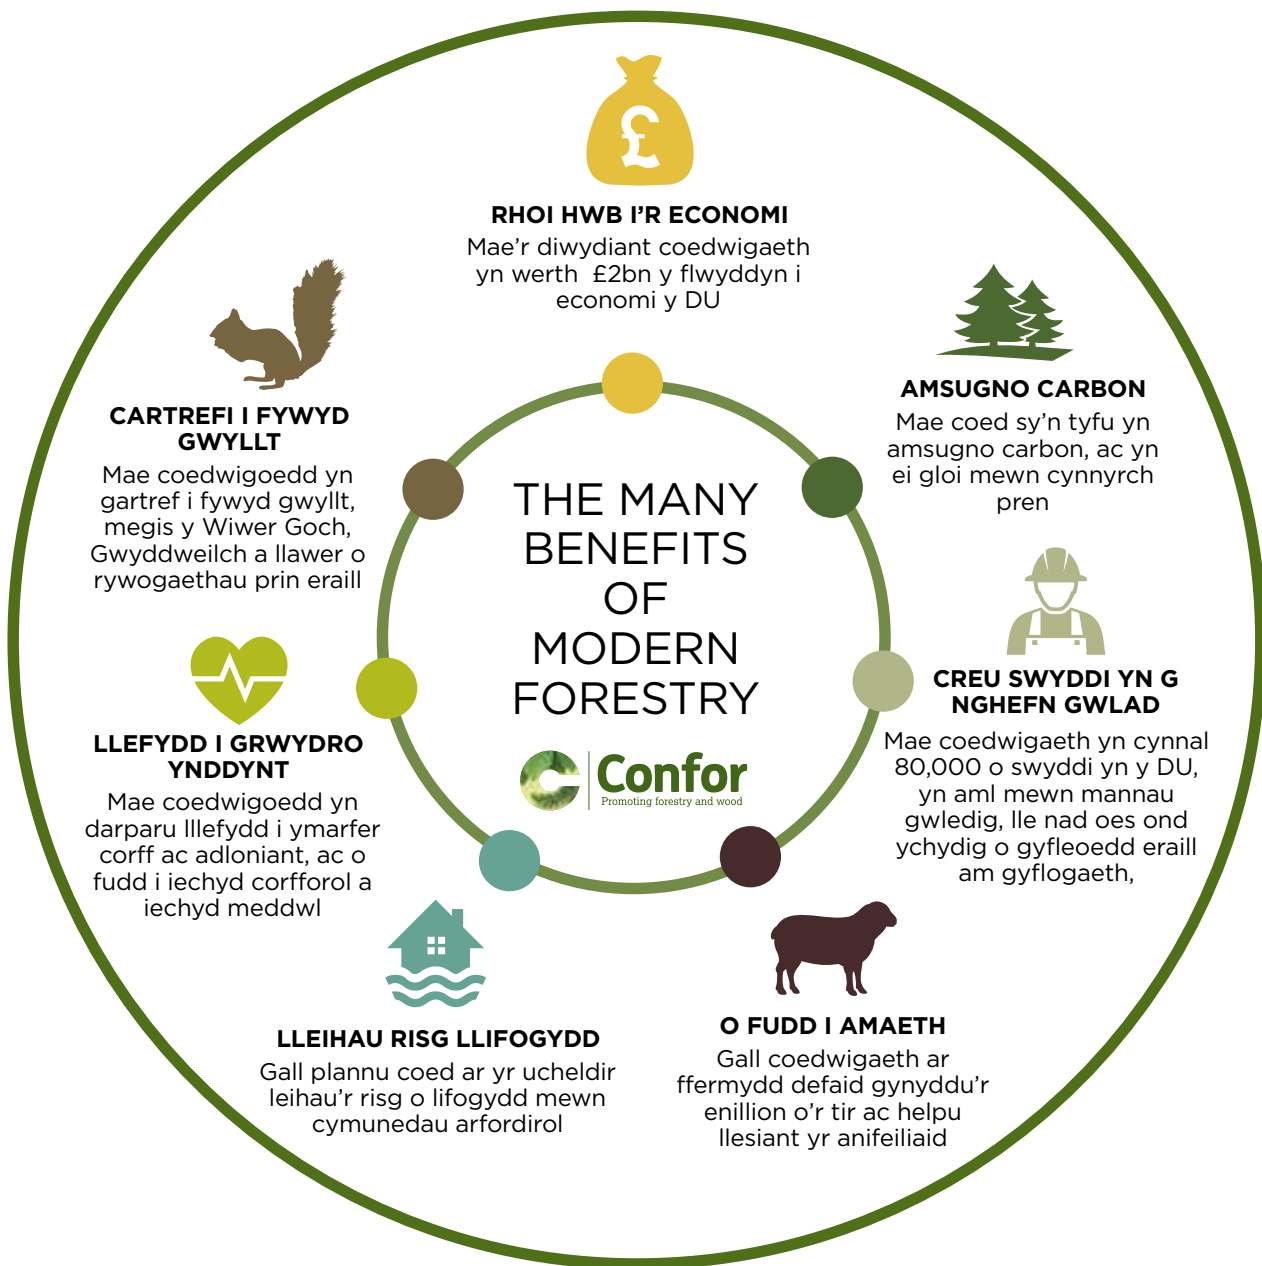 £
RHOI HWB I'R ECONOMI
Mae'r diwydiant coedwigaeth
yn werth £2bn y flwyddyn i
economi y DU
AMSUGNO CARBON
Mae coed sy'n tyfu yn
amsugno carbon, ac yn
ei gloi mewn cynnyrch
pren
CREU SWYDDI YN G
NGHEFN GWLAD
Mae coedwigaeth yn cynnal
80,000 o swyddi yn y DU,
yn aml mewn mannau
gwledig, lle nad oes ond
ychydig o gyfleoedd eraill
am gyflogaeth,
O FUDD I AMAETH
Gall coedwigaeth ar
ffermydd defaid gynyddu'r
enillion o'r tir ac helpu
llesiant yr anifeiliaid
LLEIHAU RISG LLIFOGYDD
Gall plannu coed ar yr ucheldir
leihau'r risg o lifogydd mewn
cymunedau arfordirol
LLEFYDD I GRWYDRO
YNDDYNT
Mae coedwigoedd yn
darparu lllefydd i ymarfer
corff ac adloniant, ac o
fudd i iechyd corfforol a
iechyd meddwl
CARTREFI I FYWYD
GWYLLT
Mae coedwigoedd yn
gartref i fywyd gwyllt,
megis y Wiwer Goch,
Gwyddweilch a llawer o
rywogaethau prin eraill
THE MANY
BENEFITS
OF
MODERN
FORESTRY
Confor
Promoting forestry and wood